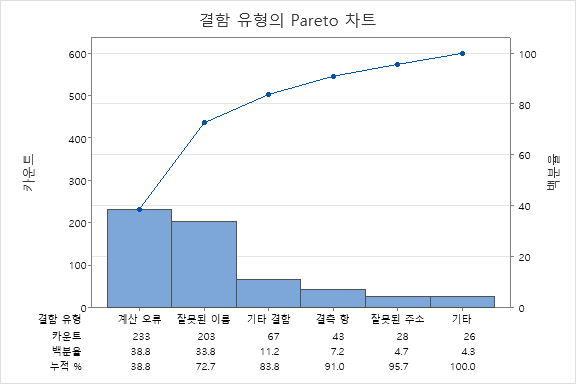 결함 유형의 Pareto 차트
600
500
400
300
200
100
0
카운트
100
80
60
40
20
0
백분율
결함 유형 계산 오류 잘못된 이름 기타 결함 결측 항 잘못된 주소 기타
카운트 233 203 67 43 28 26
백분율 38.8 33.8 11.2 7.2 4.7 4.3
누적 % 38.8 72.7 83.8 91.0 95.7 100.0